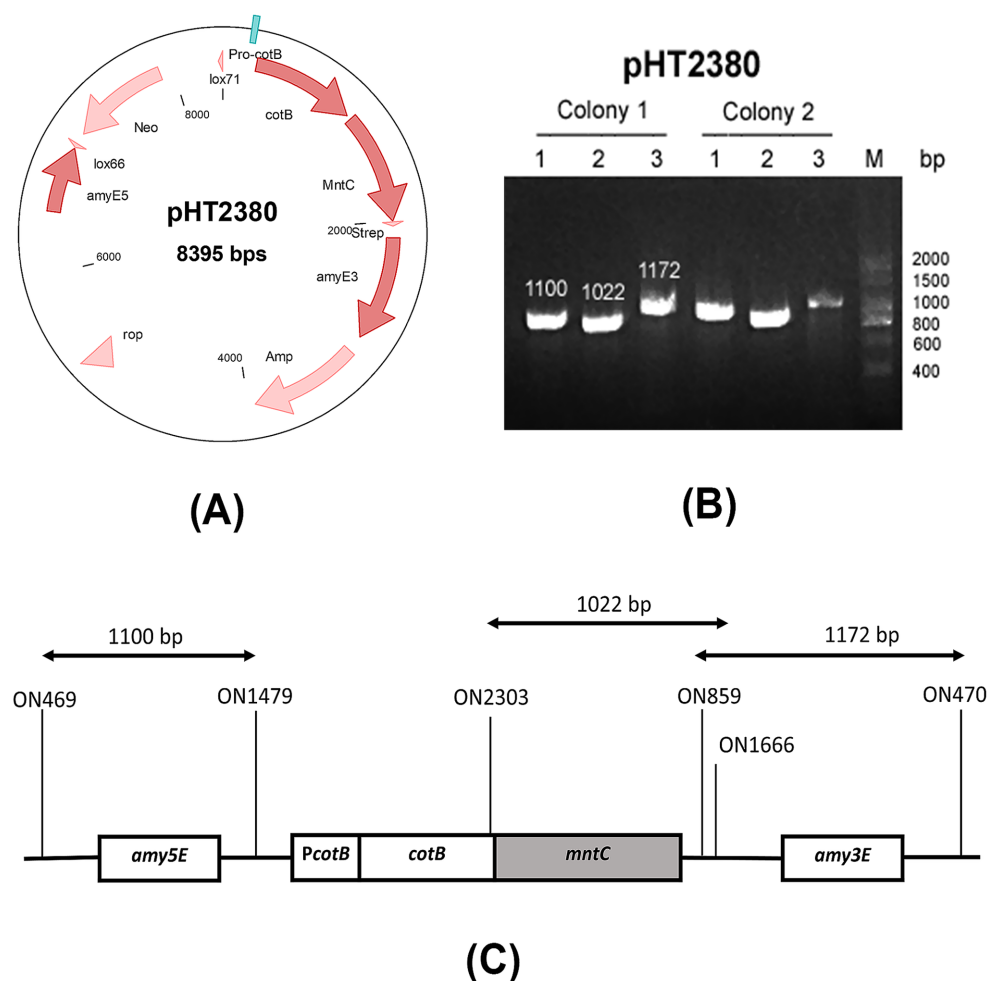 Pro-cotB
lox71
8000
cotB
Neo
lox66
MntC
amyE5
pHT2380
2000
Strep
8395 bps
6000
amyE3
rop
4000
Amp
(A)
pHT2380
Colony 1 Colony 2
1 2 3 1 2 3 M bp
1172
1100 1022
2000
1500
1000
800
600
400
(B)
1022 bp
1100 bp 1172 bp
ON469 ON1479 ON2303 ON859 ON470
ON1666
amy5E PcotB cotB mntC amy3E
(C)